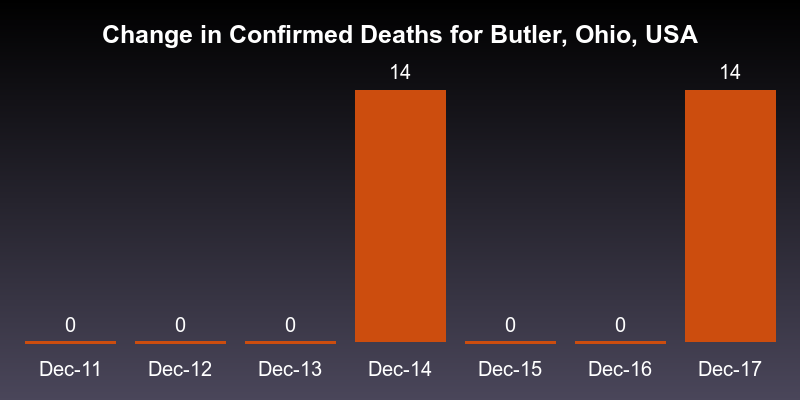 Change in Confirmed Deaths for Butler, Ohio, USA
14 14
0 0 0 0 0
Dec-11 Dec-12 Dec-13 Dec-14 Dec-15 Dec-16 Dec-17